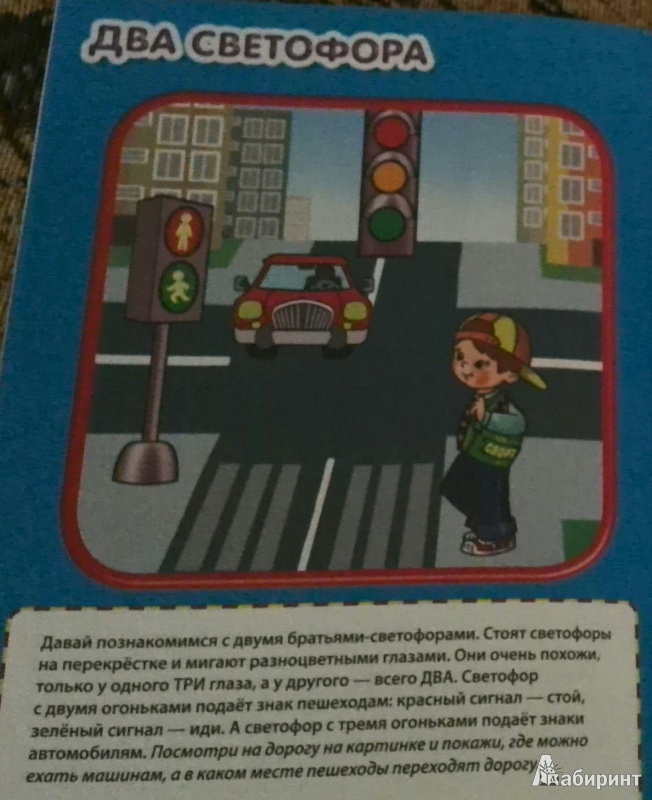 ДВА СВЕТОФОРА
СПОРТ
Давай познакомимся с двумя братьями-светофорами. Стоят светофоры
на перекрёстке и мигают разноцветными глазами. Они очень похожи,
только у одного ТРИ глаза, а у другого — всего ДВА. Светофор
с двумя огоньками подаёт знак пешеходам: красный сигнал — стой,
зелёный сигнал — иди. А светофор с тремя огоньками подаёт знаки
автомобилям. Посмотри на дорогу на картинке и покажи, где можно
ехать машинам, а в каком месте пешеходы переходят дорогу.
Лабиринт